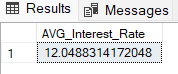 Results Messages
AVG_Interest_Rate
1 12.0488314172048